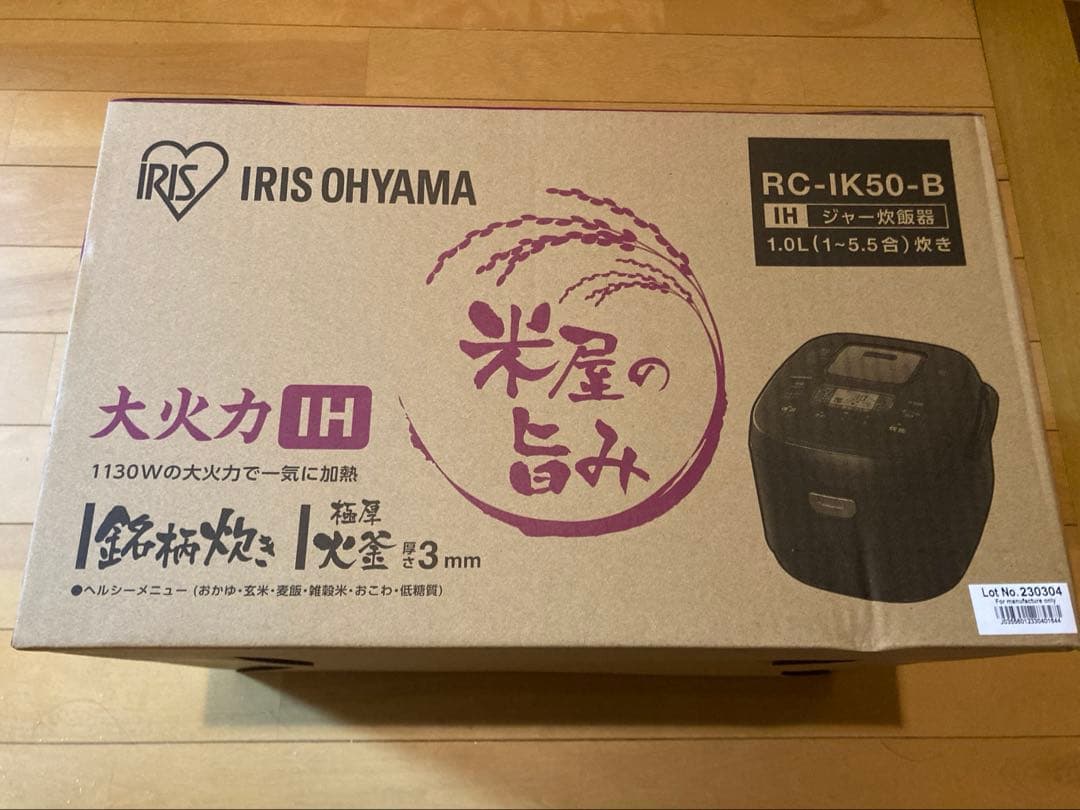 IRIS
IRIS OHYAMA
RC-IK50-B
IH ジャー炊飯器
1.0L(1~5.5合)炊き
米屋の
旨み
大火力 IH
1130Wの大火力で一気に加熱
銘柄炊き
極厚
火釜 厚さ3mm
●ヘルシーメニュー (おかゆ・玄米・麦飯・雑穀米・おこわ・低糖質)
Lot No.230304
For manufacture only